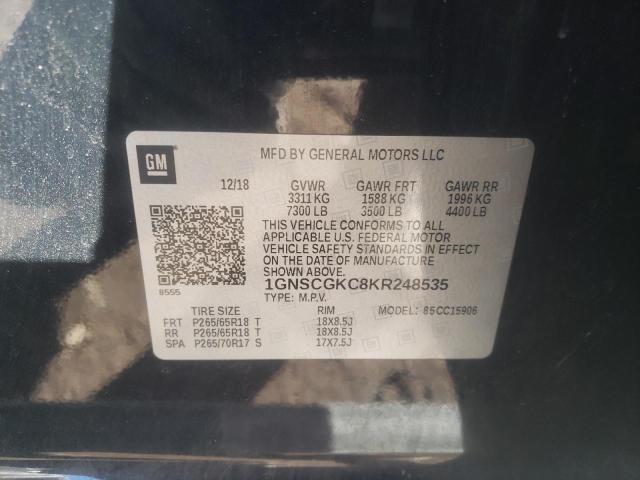 GM
MFD BY GENERAL MOTORS LLC
12/18 GVWR GAWR FRT GAWR RR
3311 KG 1588 KG 1996 KG
7300 LB 3500 LB 4400 LB
THIS VEHICLE CONFORMS TO ALL
APPLICABLE U.S. FEDERAL MOTOR
VEHICLE SAFETY STANDARDS IN EFFECT
ON THE DATE OF MANUFACTURE
SHOWN ABOVE.
8555
1GNSCGKC8KR248535
TYPE: M.P.V. MODEL: 85CC15906
TIRE SIZE RIM
FRT P265/65R18 T 18X8.5J
RR P265/65R18 T 18X8.5J
SPA P265/70R17 S 17X7.5J